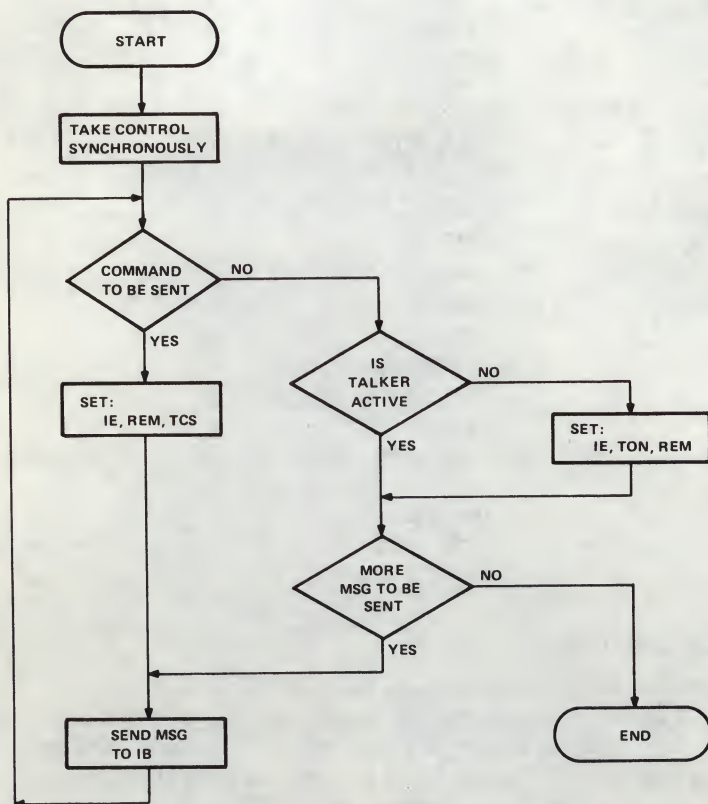 START
TAKE CONTROL
SYNCHRONOUSLY
COMMAND
TO BE SENT
NO
YES
SET:
IE, REM, TCS
IS
TALKER
ACTIVE
NO
YES
SET:
IE, TON, REM
MORE
MSG TO BE
SENT
NO
YES
SEND MSG
TO IB
END